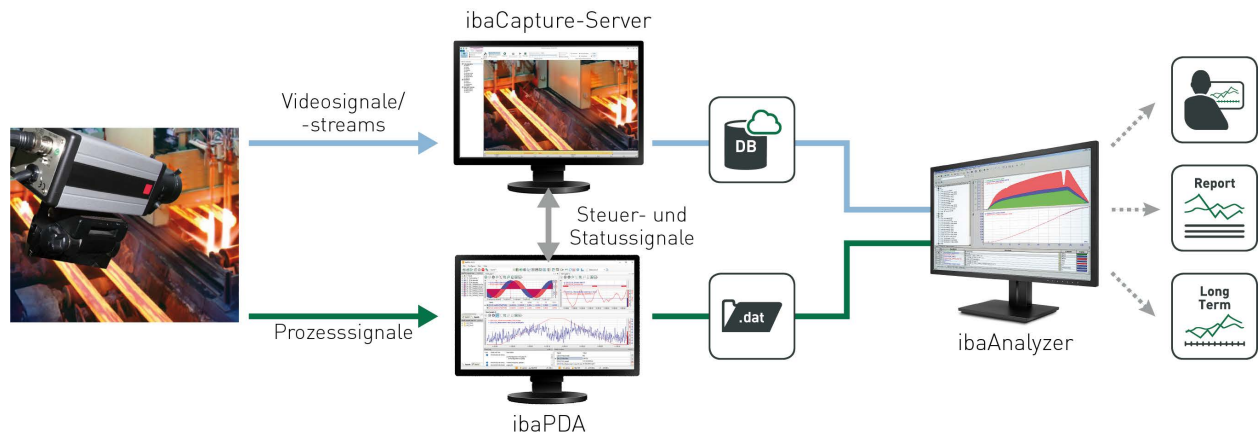 ibaCapture-Server
Videosignale/
-streams
DB
Steuer- und
Statussignale
Report
Prozesssignale
.dat
Long
Term
ibaAnalyzer
ibaPDA